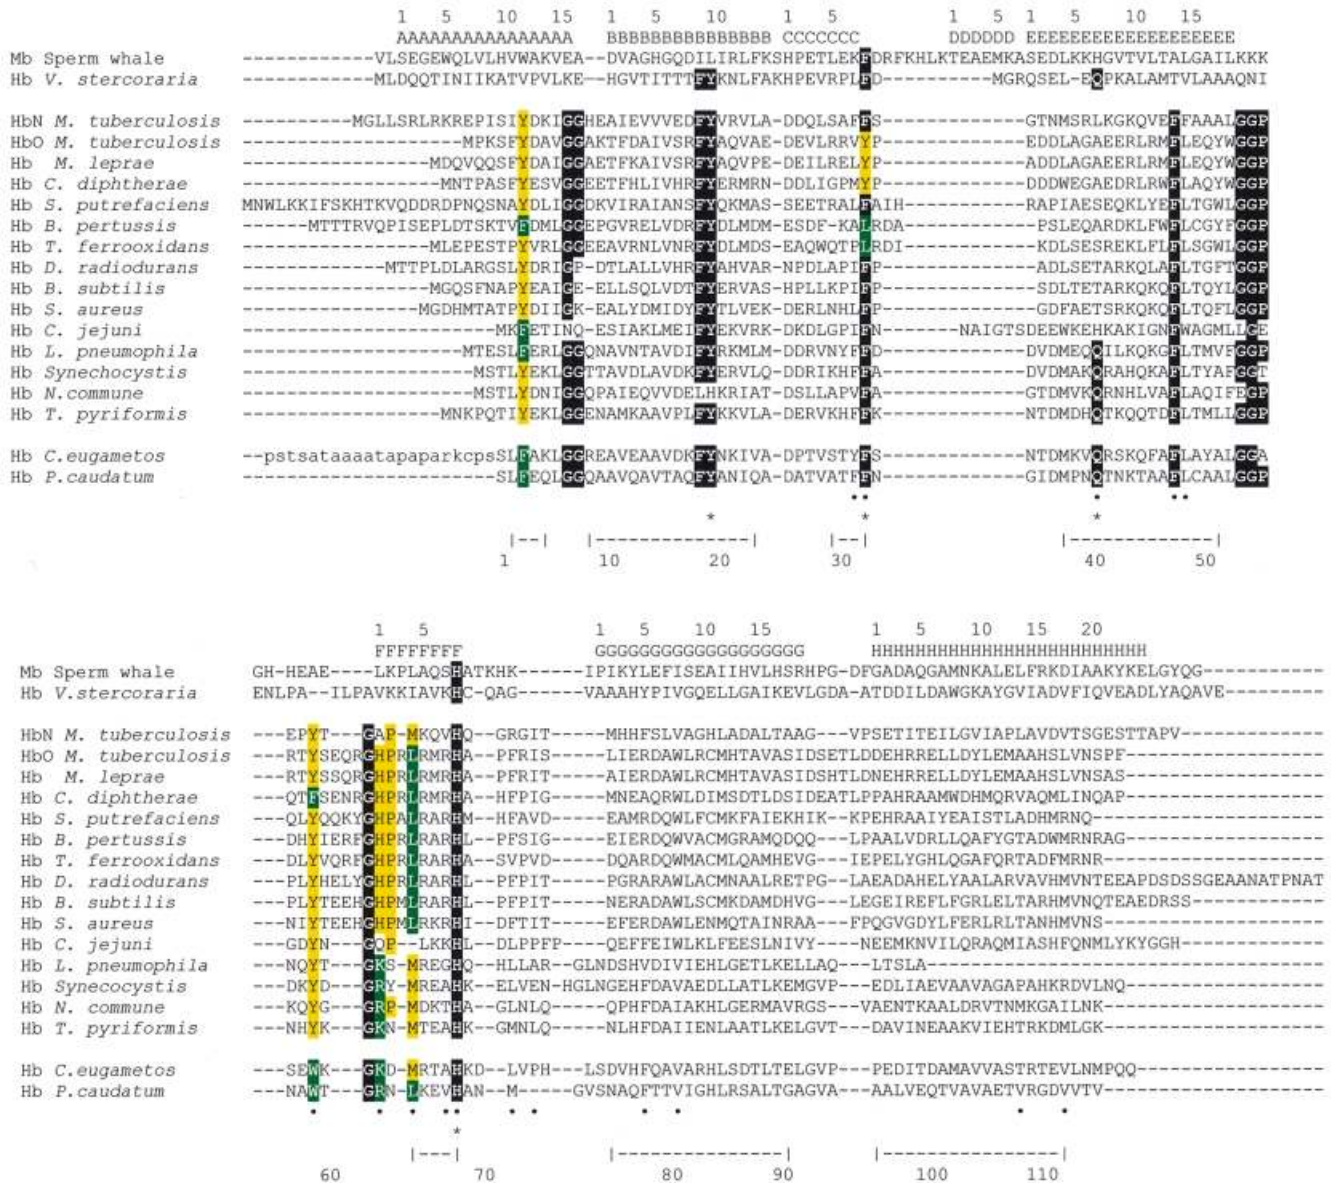 1 5 10 15 1 5 10 15 1 5 1 5 1 5 10 15
AAAAAAAAAAAAAAAA BBBBBBBBBBBBBBB CCCCCCC DDDDDD EEEEEEEEEEEEEEEEEEE
Mb Sperm whale ------------VLSEGEWQLVLHVWAKVEA--DVAGHGQDILIRLFKSHPETLEKFDRFKHLKTEAEMKASEDLKKHGVTVLTALGAILKKK
Hb V. stercoraria ------------MLDQQTINIIKATVPVLKE--HGVTITTTFYKNLFAKHPEVRPLFD----------MGRQSEL-EQPKALAMTVLAAAQNI
HbN M. tuberculosis ----------MGLLSRLRKREPISIYDKIGGHEAIEVVVEDFYVRVLA-DDQLSAFFS-------------GTNMSRLKGKQVEFFAAALGGP
HbO M. tuberculosis --------------------MPKSFYDAVGGAKTFDAIVSRFYAQVAE-DEVLRRVYP-------------EDDLAGAEERLRMFLEQYWGGP
Hb M. leprae -----------------MDQVQQSFYDAIGGAETFKAIVSRFYAQVPE-DEILRELYP-------------ADDLAGAEERLRMFLEQYWGGP
Hb C. diphtherae ------------------MNTPASFYESVGGEETFHLIVHRFYERMRN-DDLIGPMYP-------------DDDWEGAEDRLRWFLAQYWGGP
Hb S. putrefaciens MNWLKKIFSKHTKVQDDRDPNQSNAYDLIGGDKVIRAIANSFYQKMAS-SEETRALFAIH-----------RAPIAESEQKLYEFLTGWLGGP
Hb B. pertussis ------MTTTRVQPISEPLDTSKTVFDMLGGEPGVRELVDRFYDLMDM-ESDF-KALRDA------------PSLEQARDKLFWFLCGYFGGP
Hb T. ferrooxidans -----------------MLEPESTPYVRLGGEEAVRNLVNRFYDLMDS-EAQWQTPLRDI-----------KDLSESREKLFLFLSGWLGGP
Hb D. radiodurans -------------MTTPLDLARGSLYDRIGP-DTLALLVHRFYAHVAR-NPDLAPIFP--------------ADLSETARKQLAFLTGFTGGP
Hb B. subtilis -----------------MGQSFNAPYEAIGE-ELLSQLVDTFYERVAS-HPLLKPIFP--------------SDLTETARKQKQFLTQYLGGP
Hb S. aureus ----------------MGDHMTATPYDIIGK-EALYDMIDYFYTLVEK-DERLNHLFP--------------GDFAETSRKQKQFLTQFLGGP
Hb C. jejuni -----------------------MKFETINQ-ESIAKLMEIFYEKVRK-DKDLGPIFN-------NAIGTSDEEWKEHKAKIGNFWAGMLLGE
Hb L. pneumophila --------------------MTESLFERLGGQNAVNTAVDIFYRKMLM-DDRVNYFFD-------------DVDMEQQILKQKGFLTMVFGGP
Hb Synechocystis ---------------------MSTLYEKLGGTTAVDLAVDKFYERVLQ-DDRIKHFFA-------------DVDMAKQRAHQKAFLTYAFGGT
Hb N.commune ---------------------MSTLYDNIGGQPAIEQVVDELHKRIAT-DSLLAPVFA-------------GTDMVKQRNHLVAFLAQIFEGP
Hb T. pyriformis ------------------MNKPQTIYEKLGGENAMKAAVPLFYKKVLA-DERVKHFFK-------------NTDMDHQTKQQTDFLTMLLGGP
Hb C.eugametos --pstsataaaatapaparkcpsSLFAKLGGREAVEAAVDKFYNKIVA-DPTVSTYFS-------------NTDMKVQRSKQFAFLAYALGGA
Hb P.caudatum -----------------------SLFEQLGGQAAVQAVTAQFYANIQA-DATVATFFF-------------GIDMPNQTNKTAAFLCAALGGP
• • • • •
* * *
|--| |--------------| |--| |-------------|
1 10 20 30 40 50
1 5 1 5 10 15 1 5 10 15 20
FFFFFFFF GGGGGGGGGGGGGGGGGGG HHHHHHHHHHHHHHHHHHHHHHHHH
Mb Sperm whale GH-HEAE----LKPLAQSHATKHK------IPIKYLEFISEAIIHVLHSRHPG-DFGADAQGAMNKALELFRKDIAAKYKELGYQG-----------
Hb V.stercoraria ENLPA--ILPAVKKIAVKHC-QAG------VAAAHYPIVGQELLGAIKEVLGDA-ATDDILDAWGKAYGVIADVFIQVEADLYAQAVE---------
HbN M. tuberculosis ---EPYT----GAPMKQVHQ---GRGIT------MHHFSLVAGHLADALTAAG---VPSETITEILGVIAPLAVDVTSGESTTAPV------------
HbO M. tuberculosis ---RTYSEQRGHPRLRMRHA---PFRIS------LIERDAWLRCMHTAVASIDSETLDDEHRRELLDYLEMAAHSLVNSPF-----------------
Hb M. leprae ---RTYSSQRGHPRLRMRHA---PFRIT------AIERDAWLRCMHTAVASIDSHTLDNEHRRELLDYLEMAAHSLVNSAS-----------------
Hb C. diphtherae ---QTFSENRGHPRLRMRHA---HFPIG------MNEAQRWLDIMSDTLDSIDEATLPPAHRAAMWDHMQRVAQMLINQAP-----------------
Hb S. putrefaciens ---QLYQQKYGHPALRARHM---HFAVD------EAMRDQWLFCMKFAIEKHIK--KPEHRAAIYEAISTLADHMRNQ---------------------
Hb B. pertussis ---DHYIERFGHPRLRARHL---PFSIG------EIERDQWVACMGRAMQDQQ---LPAALVDRLLQAFYGTADWMRNRAG-----------------
Hb T. ferrooxidans ---DLYVQRFGHPRLRARHA---SVPVD------DQARDQWMACMLQAMHEVG---IEPELYGHLQGAFQRTADFMRNR-------------------
Hb D. radiodurans ---PLYHELYGHPRLRARHL---PFPIT------PGRARAWLACMNAALRETPG--LAEADAHELYAALARVAVHMVNTEEAPDSDSSGEAANATPNAT
Hb B. subtilis ---PLYTEEHGHPMLRARHL---PFPIT------NERADAWLSCMKDAMDHVG---LEGEIREFLFGRLELTARHMVNQTEAEDRSS------------
Hb S. aureus ---NIYTEEHGHPMLRKRHI---DFTIT------EFERDAWLENMQTAINRAA---FPQGVGDYLFERLRLTANHMVNS-------------------
Hb C. jejuni ---GDYN----GQP--LKKHL---DLPPFP----QEFFEIWLKLFEESLNIVY---NEEMKNVILQRAQMIASHFQNMLYKYGGH-------------
Hb L. pneumophila ---NQYT----GKS-MREGHQ--HLLAR---GLNDSHVDIVIEHLGETLKELLAQ---LTSLA-----------------------------------
Hb Synecocystis ---DKYD----GRY-MREAHK--ELVEN-HGLNGEHFDAVAEDLLATLKEMGVP---EDLIAEVAAVAGAPAHKRDVLNQ------------------
Hb N. commune ---KQYG----GRP-MDKTHA--GLNLQ------QPHFDAIAKHLGERMAVRGS---VAENTKAALDRVTNMKGAILNK-------------------
Hb T. pyriformis ---NHYK----GKN-MTEAHK--GMNLQ------NLHFDAIIENLAATLKELGVT---DAVINEAAKVIEHTRKDMLGK-------------------
Hb C.eugametos ---SEWK----GKD-MRTAHKD--LVPH---LSDVHFQAVARHLSDTLTELGVP---PEDITDAMAVVASTRTEVLNMPQQ-----------------
Hb P.caudatum ---NAWT----GRN-LKEVHAN--M-----GVSNAQFTTVIGHLRSALTGAGVA---AALVEQTVAVAETVRGDVVTV--------------------
• • • • • • • • • • •
*
|---| |---------------| |----------------|
60 70 80 90 100 110